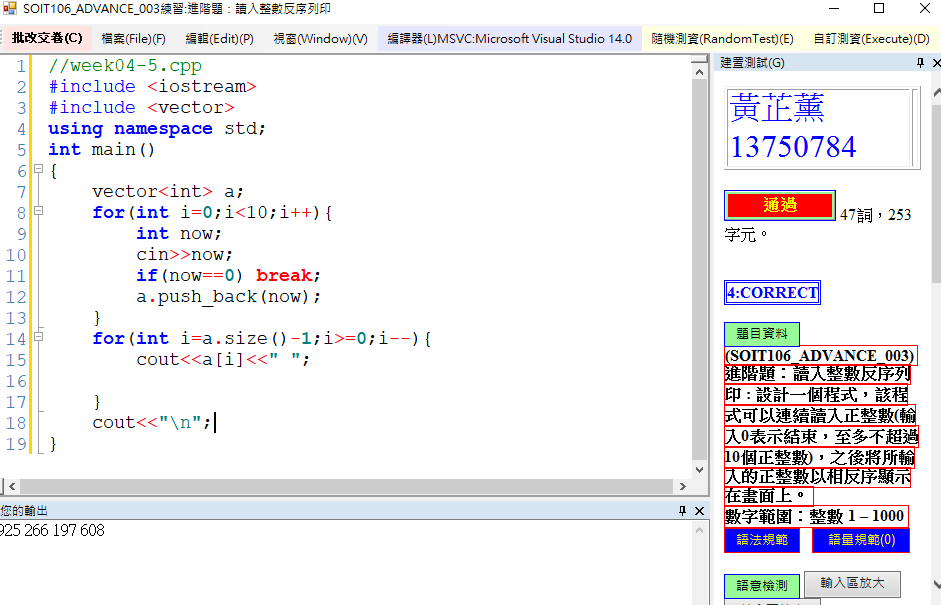 SOIT106_ADVANCE_003練習:進階題：讀入整數反序列印
批改交卷(C) 檔案(File)(F) 編輯(Edit)(P) 視窗(Window)(V) 編譯器(L)MSVC:Microsoft Visual Studio 14.0 隨機測資(RandomTest)(E) 自訂測資(Execute)(D)
1 //week04-5.cpp
2 #include <iostream>
3 #include <vector>
4 using namespace std;
5 int main()
6 {
7 vector<int> a;
8 for(int i=0;i<10;i++){
9 int now;
10 cin>>now;
11 if(now==0) break;
12 a.push_back(now);
13 }
14 for(int i=a.size()-1;i>=0;i--){
15 cout<<a[i]<<" ";
16
17 }
18 cout<<"\n";
19 }
您的輸出
925 266 197 608
建置測試(G)
黃芷薰
13750784
通過 47詞，253
字元。
4:CORRECT
題目資料
(SOIT106_ADVANCE_003)
進階題：讀入整數反序列
印：設計一個程式，該程
式可以連續讀入正整數(輸
入0表示結束，至多不超過
10個正整數)，之後將所輸
入的正整數以相反序顯示
在畫面上。
數字範圍：整數 1 – 1000
語法規範 語量規範(0)
語意檢測 輸入區放大